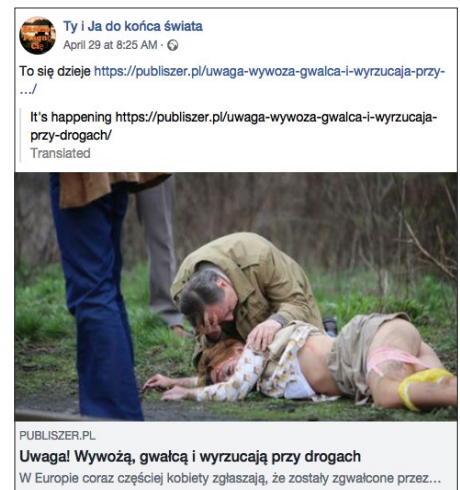 Ty i Ja do końca świata
April 29 at 8:25 AM ·
To się dzieje https://publiszer.pl/uwaga-wywoza-gwalca-i-wyrzucaja-przy-
.../
It's happening https://publiszer.pl/uwaga-wywoza-gwalca-i-wyrzucaja-
przy-drogach/
Translated
PUBLISZER.PL
Uwaga! Wywożą, gwałcą i wyrzucają przy drogach
W Europie coraz częściej kobiety zgłaszają, że zostały zgwałcone przez...